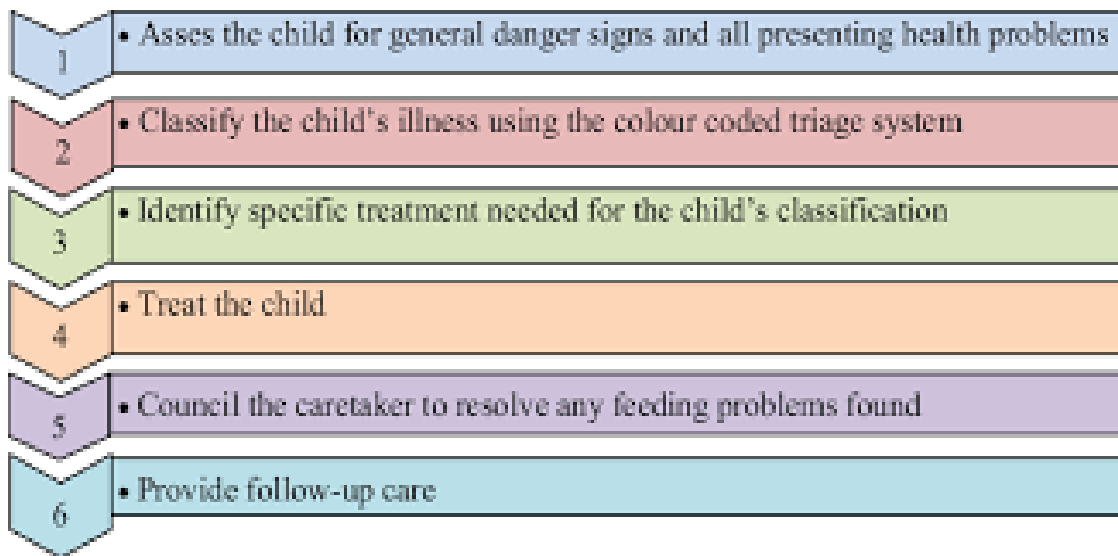 1
• Asses the child for general danger signs and all presenting health problems
2
• Classify the child's illness using the colour coded triage system
3
• Identify specific treatment needed for the child's classification
4
• Treat the child
5
• Council the caretaker to resolve any feeding problems found
6
• Provide follow-up care